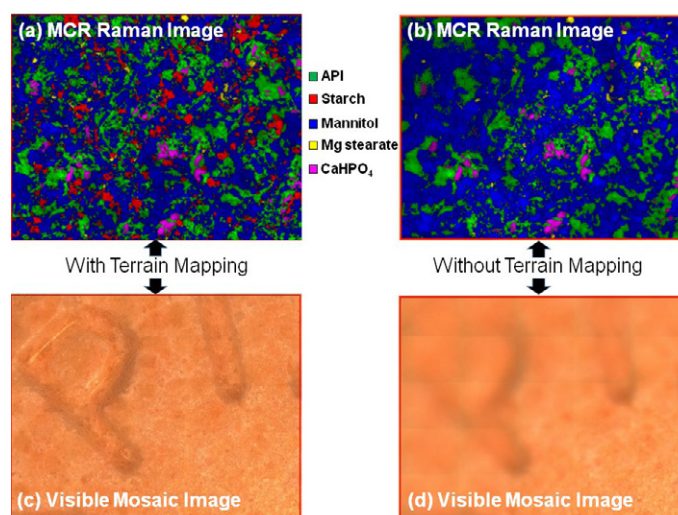 (a) MCR Raman Image
(b) MCR Raman Image
API
Starch
Mannitol
Mg stearate
CaHPO₄
With Terrain Mapping
Without Terrain Mapping
(c) Visible Mosaic Image
(d) Visible Mosaic Image